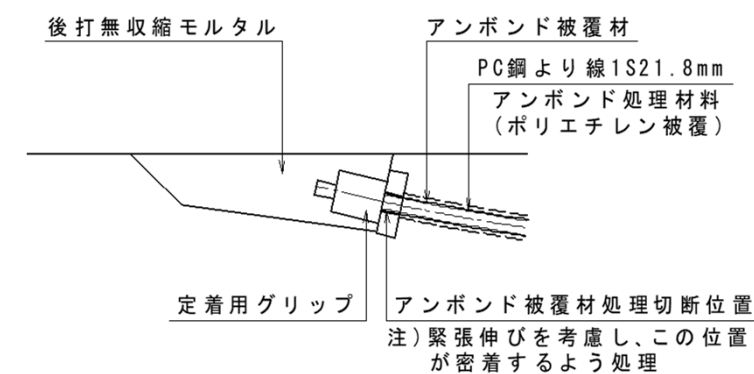 後打無収縮モルタル
アンボンド被覆材
PC鋼より線1S21.8mm
アンボンド処理材料
(ポリエチレン被覆)
定着用グリップ
アンボンド被覆材処理切断位置
注)緊張伸びを考慮し、この位置
が密着するよう処理